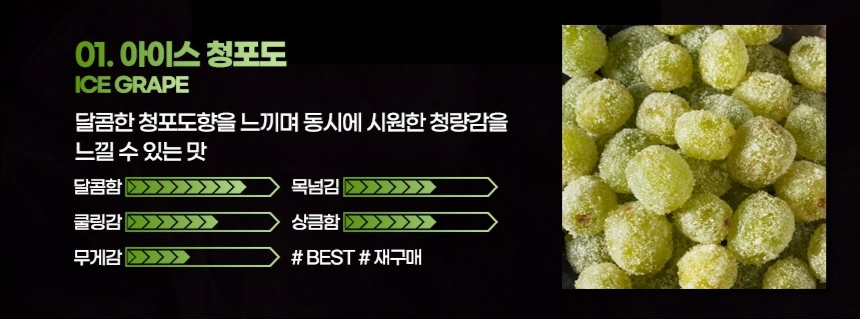 01. 아이스 청포도
ICE GRAPE
달콤한 청포도향을 느끼며 동시에 시원한 청량감을
느낄 수 있는 맛
달콤함 목넘김
쿨링감 상큼함
무게감 # BEST # 재구매